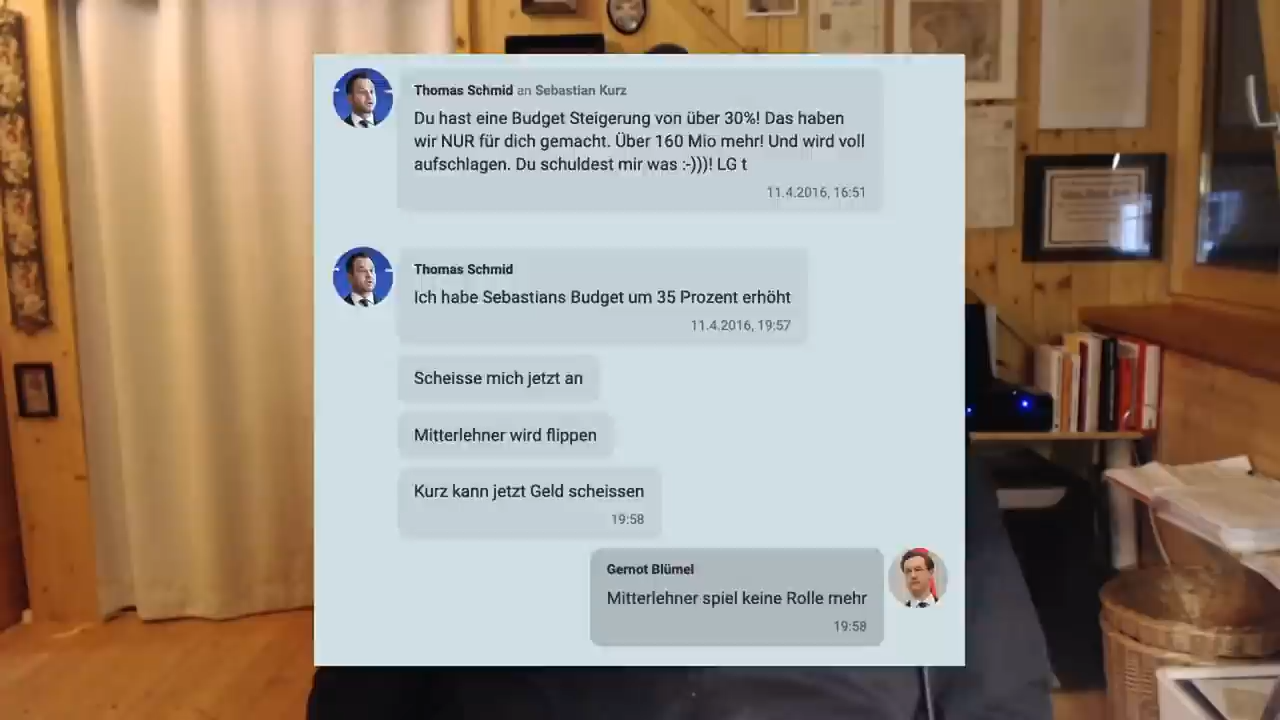 Thomas Schmid an Sebastian Kurz
Du hast eine Budget Steigerung von über 30%! Das haben
wir NUR für dich gemacht. Über 160 Mio mehr! Und wird voll
aufschlagen. Du schuldest mir was :-)))! LG t
11.4.2016, 16:51
Thomas Schmid
Ich habe Sebastians Budget um 35 Prozent erhöht
11.4.2016, 19:57
Scheisse mich jetzt an
Mitterlehner wird flippen
Kurz kann jetzt Geld scheissen
19:58
Gernot Blümel
Mitterlehner spiel keine Rolle mehr
19:58